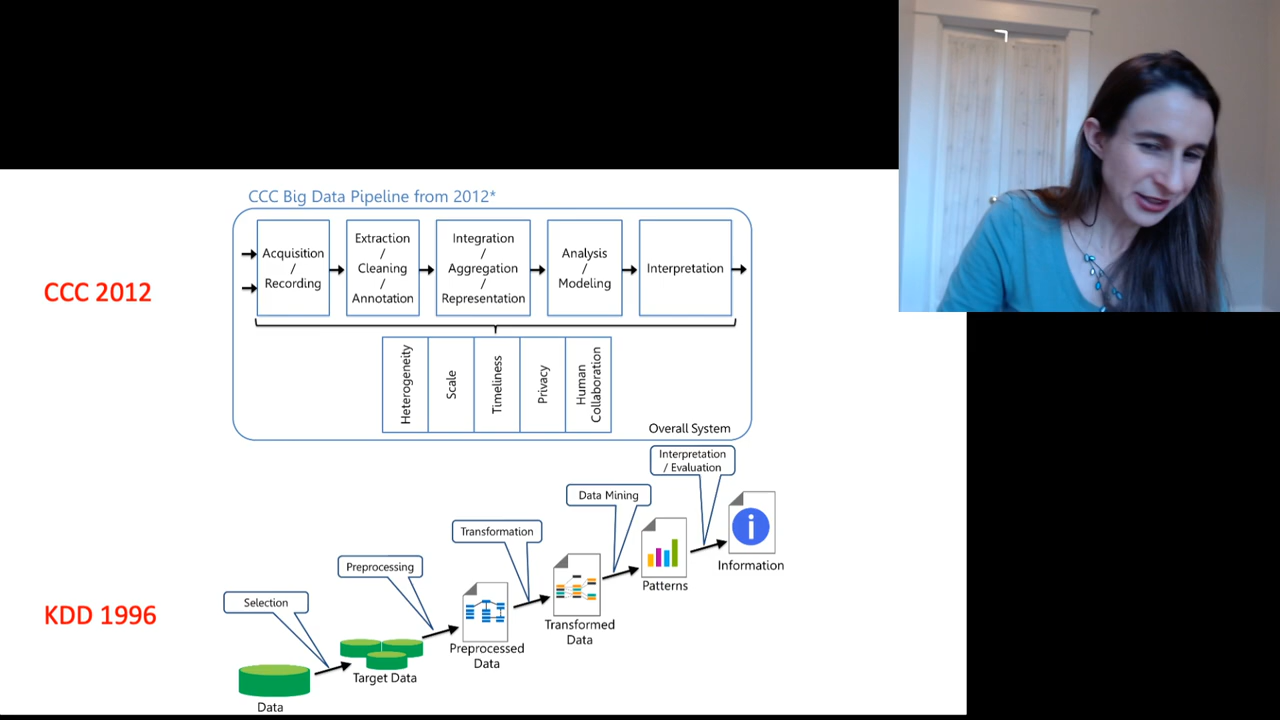 CCC Big Data Pipeline from 2012*
CCC 2012
Acquisition
/
Recording
Extraction
/
Cleaning
/
Annotation
Integration
/
Aggregation
/
Representation
Analysis
/
Modeling
Interpretation
Heterogeneity
Scale
Timeliness
Privacy
Human
Collaboration
Overall System
KDD 1996
Selection
Preprocessing
Transformation
Data Mining
Interpretation
/ Evaluation
Data
Target Data
Preprocessed
Data
Transformed
Data
Patterns
i
Information